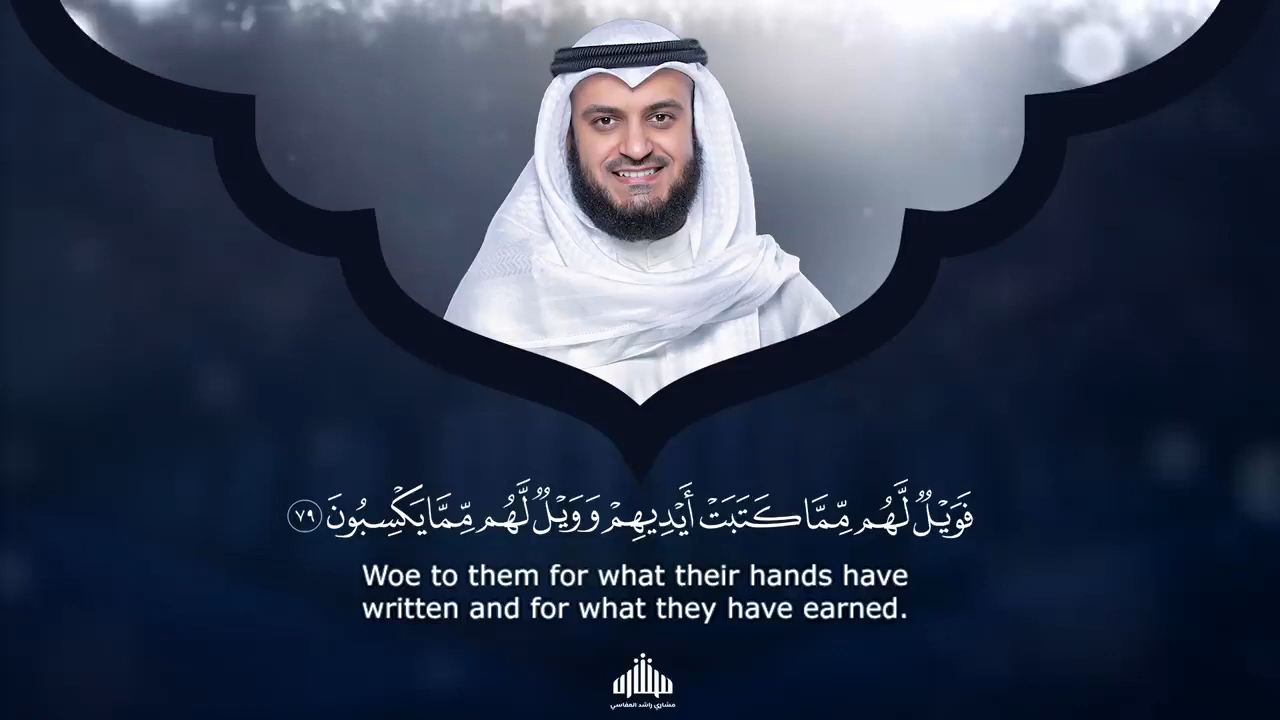 فَوَيْلٌ لَّهُم مِّمَّا كَتَبَتْ أَيْدِيهِمْ وَوَيْلٌ لَّهُم مِّمَّا يَكْسِبُونَ ٧٩
Woe to them for what their hands have
written and for what they have earned.
مشاري
مشاري راشد العفاسي